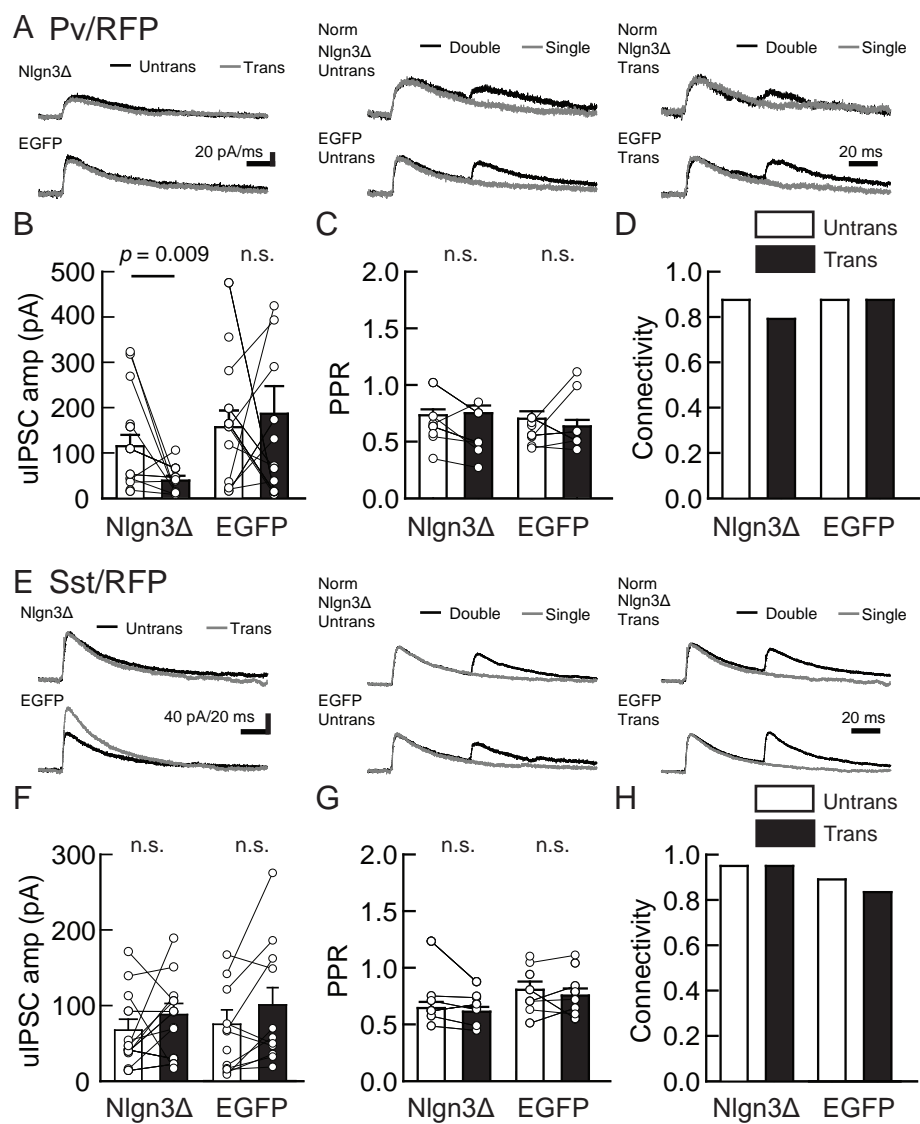 A Pv/RFP
Nlgn3Δ
Untrans Trans
EGFP
20 pA/ms
Norm
Nlgn3Δ
Untrans
Double Single
EGFP
Untrans
Norm
Nlgn3Δ
Trans
Double Single
EGFP
Trans
20 ms
B
p = 0.009 n.s.
uIPSC amp (pA)
500
400
300
200
100
0
Nlgn3Δ EGFP
C
n.s. n.s.
PPR
2.0
1.5
1.0
0.5
0.0
Nlgn3Δ EGFP
D
Untrans
Trans
Connectivity
1.0
0.8
0.6
0.4
0.2
0.0
Nlgn3Δ EGFP
E Sst/RFP
Nlgn3Δ
Untrans Trans
EGFP
40 pA/20 ms
Norm
Nlgn3Δ
Untrans
Double Single
EGFP
Untrans
Norm
Nlgn3Δ
Trans
Double Single
EGFP
Trans
20 ms
F
n.s. n.s.
uIPSC amp (pA)
300
200
100
0
Nlgn3Δ EGFP
G
n.s. n.s.
PPR
2.0
1.5
1.0
0.5
0.0
Nlgn3Δ EGFP
H
Untrans
Trans
Connectivity
1.0
0.8
0.6
0.4
0.2
0.0
Nlgn3Δ EGFP